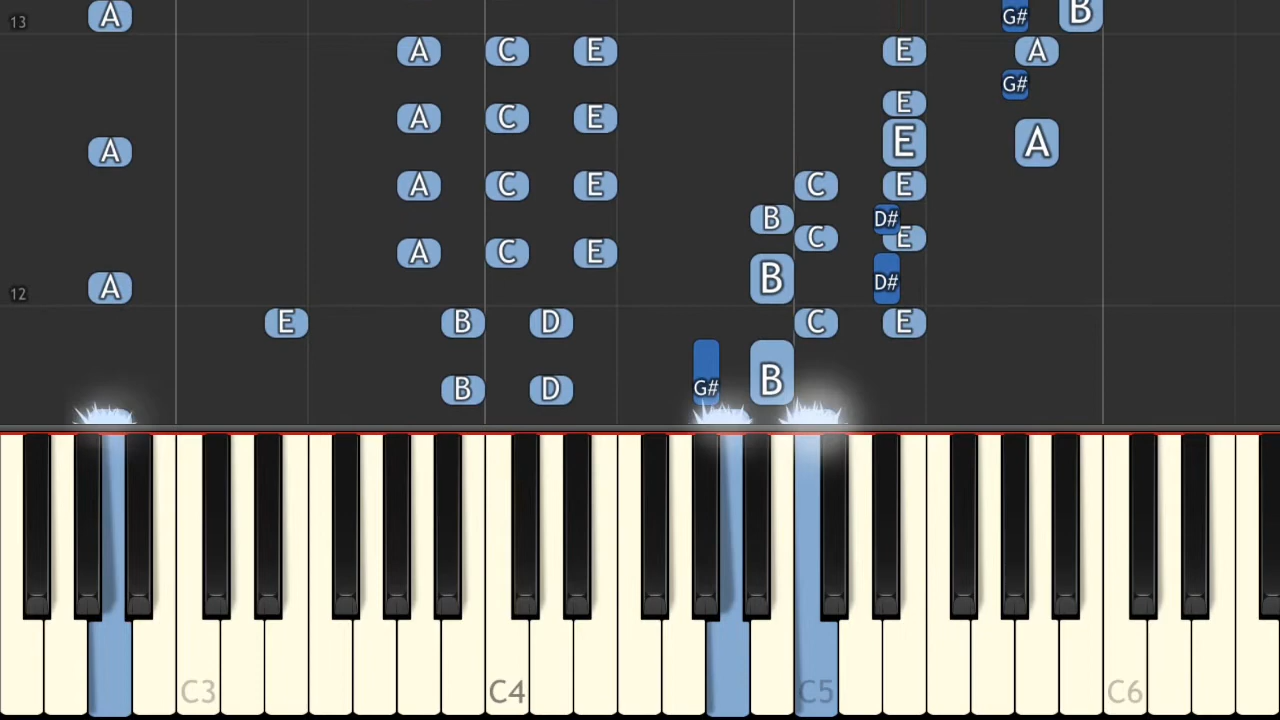 13 A G# B
A C E E A
G#
A C E E
A E A
A C E C E
B D#
C E
A C E
A B D#
12
E B D C E
G# B
B D
C3 C4 C5 C6